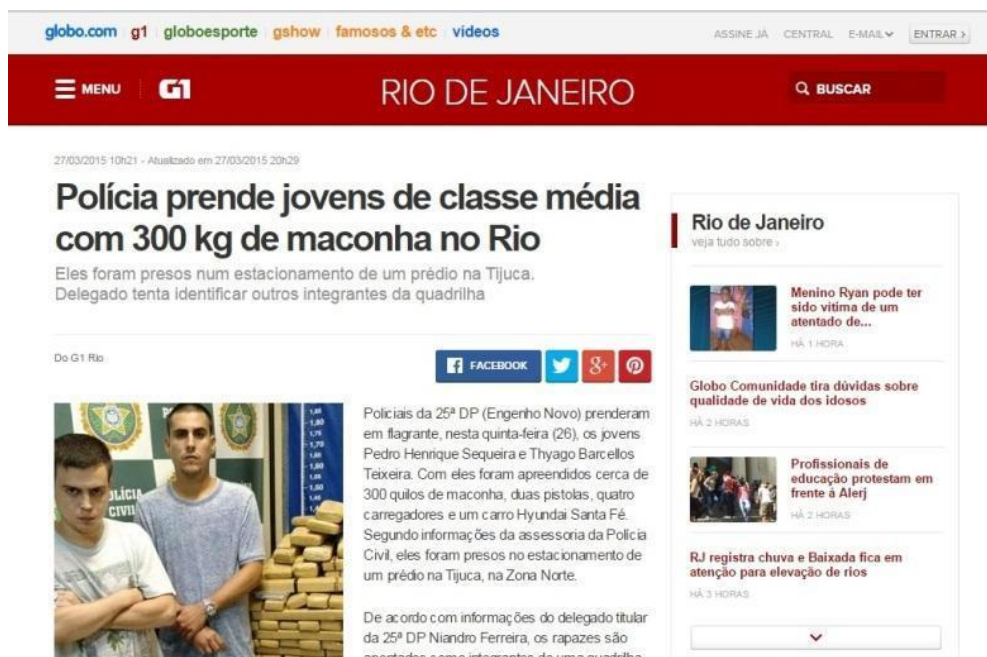 globo.com g1 globoesporte gshow famosos & etc vídeos
ASSINE JÁ CENTRAL E-MAIL ENTRAR ›
MENU G1 RIO DE JANEIRO BUSCAR
27/03/2015 10h21 - Atualizado em 27/03/2015 20h29
Polícia prende jovens de classe média
com 300 kg de maconha no Rio
Eles foram presos num estacionamento de um prédio na Tijuca.
Delegado tenta identificar outros integrantes da quadrilha
Do G1 Rio
FACEBOOK
Policiais da 25ª DP (Engenho Novo) prenderam
em flagrante, nesta quinta-feira (26), os jovens
Pedro Henrique Sequeira e Thyago Barcellos
Teixeira. Com eles foram apreendidos cerca de
300 quilos de maconha, duas pistolas, quatro
carregadores e um carro Hyundai Santa Fé.
Segundo informações da assessoria da Polícia
Civil, eles foram presos no estacionamento de
um prédio na Tijuca, na Zona Norte.
De acordo com informações do delegado titular
da 25ª DP Niandro Ferreira, os rapazes são
apontados como integrantes de uma quadrilha
Rio de Janeiro
veja tudo sobre ›
Menino Ryan pode ter
sido vítima de um
atentado de...
HÁ 1 HORA
Globo Comunidade tira dúvidas sobre
qualidade de vida dos idosos
HÁ 2 HORAS
Profissionais de
educação protestam em
frente à Alerj
HÁ 2 HORAS
RJ registra chuva e Baixada fica em
atenção para elevação de rios
HÁ 3 HORAS